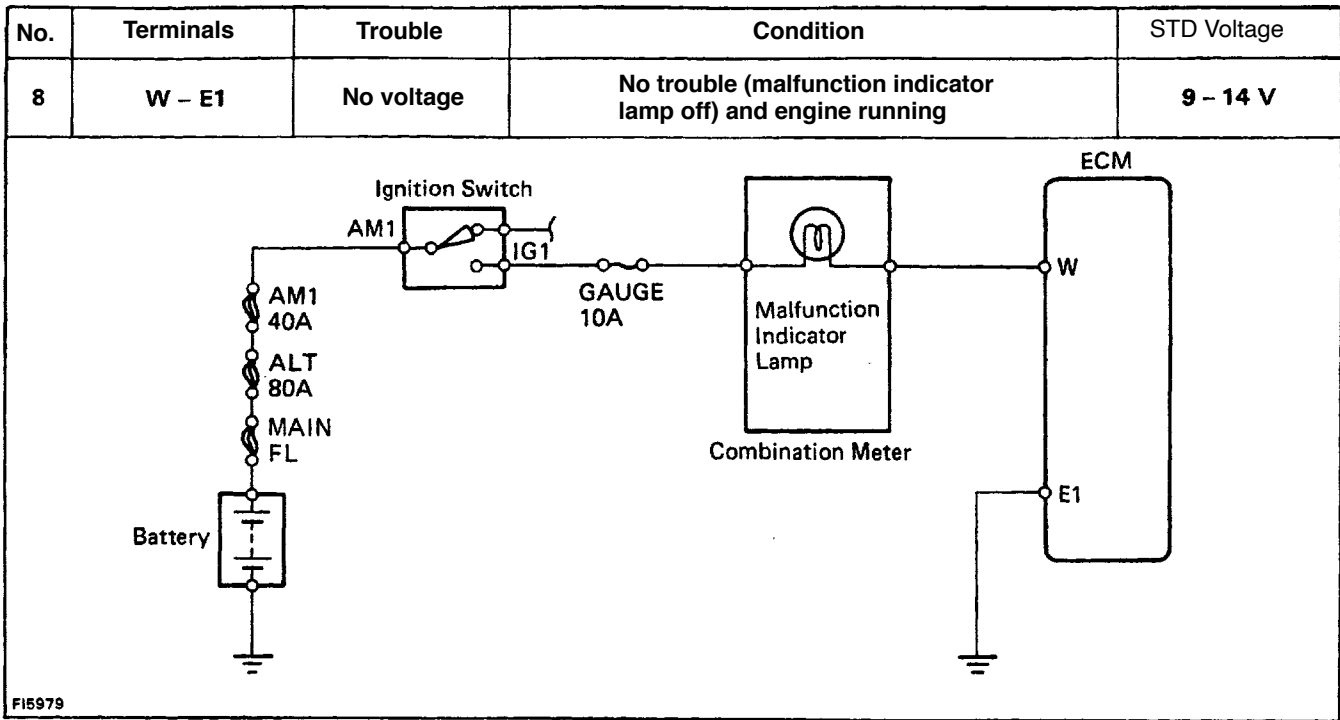 No. Terminals Trouble Condition STD Voltage
8 W – E1 No voltage No trouble (malfunction indicator
lamp off) and engine running 9 – 14 V
ECM
Ignition Switch
AM1
IG1
W
GAUGE
10A
AM1
40A
Malfunction
Indicator
Lamp
ALT
80A
MAIN
FL
Combination Meter
E1
Battery
FI5979